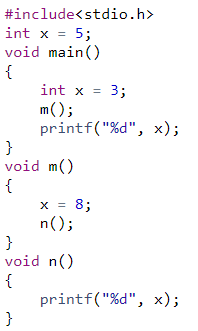 #include<stdio.h>
int x = 5;
void main()
{
    int x = 3;
    m();
    printf("%d", x);
}
void m()
{
    x = 8;
    n();
}
void n()
{
    printf("%d", x);
}